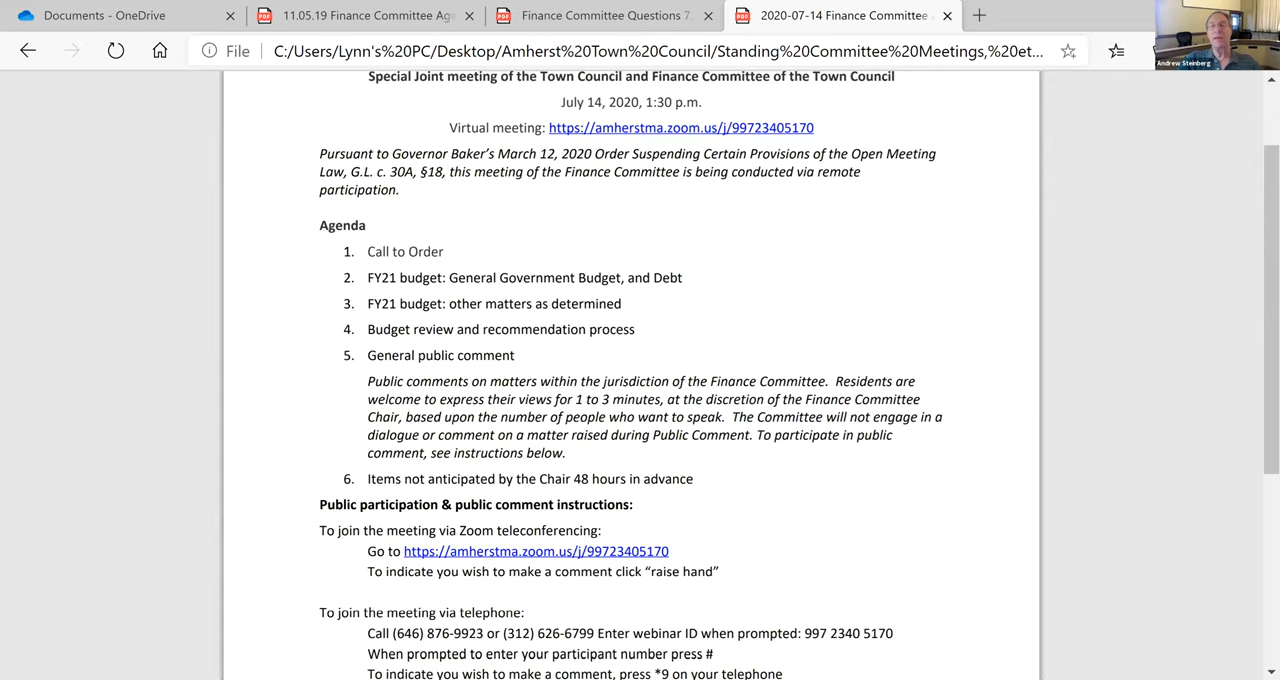 Documents - OneDrive
11.05.19 Finance Committee Age
Finance Committee Questions 7.
2020-07-14 Finance Committee
File
C:/Users/Lynn's%20PC/Desktop/Amherst%20Town%20Council/Standing%20Committee%20Meetings,%20et...
Andrew Steinberg
Special Joint meeting of the Town Council and Finance Committee of the Town Council
July 14, 2020, 1:30 p.m.
Virtual meeting: https://amherstma.zoom.us/j/99723405170
Pursuant to Governor Baker’s March 12, 2020 Order Suspending Certain Provisions of the Open Meeting
Law, G.L. c. 30A, §18, this meeting of the Finance Committee is being conducted via remote
participation.
Agenda
1. Call to Order
2. FY21 budget: General Government Budget, and Debt
3. FY21 budget: other matters as determined
4. Budget review and recommendation process
5. General public comment
Public comments on matters within the jurisdiction of the Finance Committee. Residents are
welcome to express their views for 1 to 3 minutes, at the discretion of the Finance Committee
Chair, based upon the number of people who want to speak. The Committee will not engage in a
dialogue or comment on a matter raised during Public Comment. To participate in public
comment, see instructions below.
6. Items not anticipated by the Chair 48 hours in advance
Public participation & public comment instructions:
To join the meeting via Zoom teleconferencing:
Go to https://amherstma.zoom.us/j/99723405170
To indicate you wish to make a comment click “raise hand”
To join the meeting via telephone:
Call (646) 876-9923 or (312) 626-6799 Enter webinar ID when prompted: 997 2340 5170
When prompted to enter your participant number press #
To indicate you wish to make a comment, press *9 on your telephone